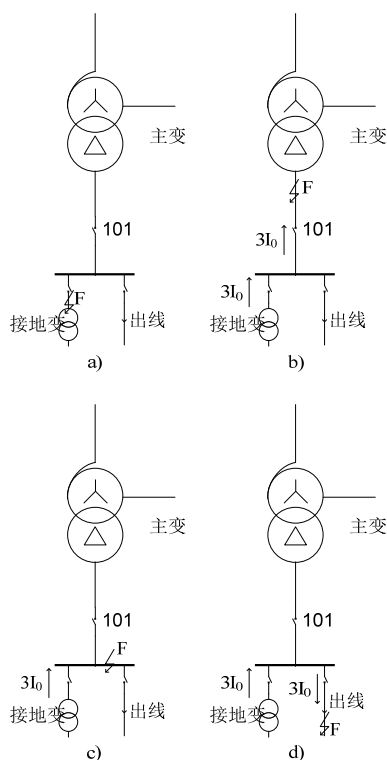 主变
101
F
接地变
出线
a)
主变
F
3I₀
101
3I₀
接地变
出线
b)
主变
101
F
3I₀
接地变
出线
c)
主变
101
3I₀
3I₀
出线
接地变
F
d)